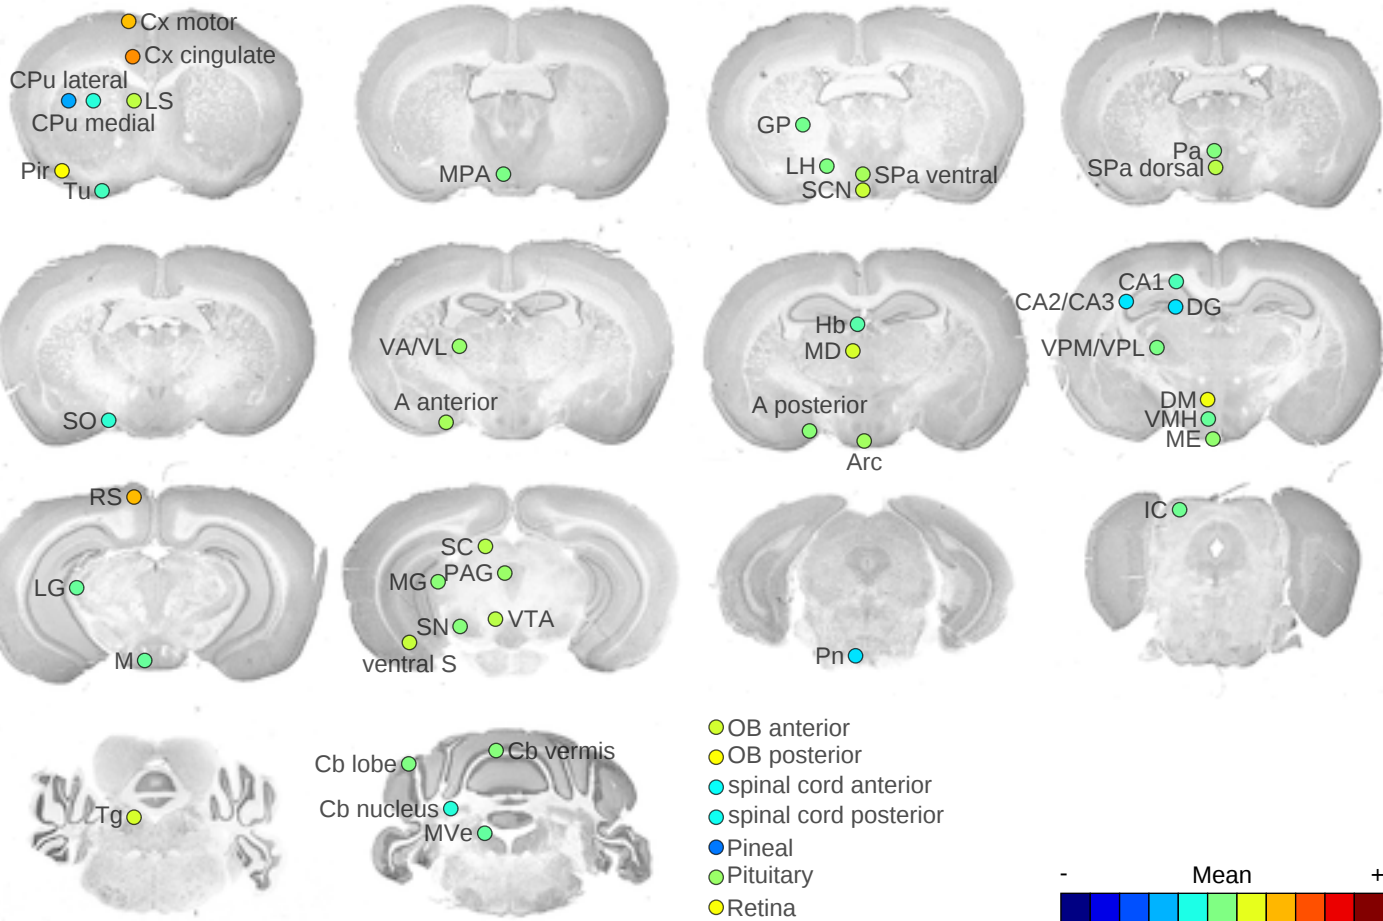 Cx motor
Cx cingulate
CPu lateral
LS
CPu medial
Pir
Tu
MPA
GP
LH
SPa ventral
SCN
Pa
SPa dorsal
SO
VA/VL
A anterior
Hb
MD
A posterior
Arc
CA1
CA2/CA3
DG
VPM/VPL
DM
VMH
ME
RS
LG
M
SC
PAG
MG
SN
VTA
ventral S
Pn
IC
Tg
Cb vermis
Cb lobe
Cb nucleus
MVe
OB anterior
OB posterior
spinal cord anterior
spinal cord posterior
Pineal
Pituitary
Retina
- Mean +